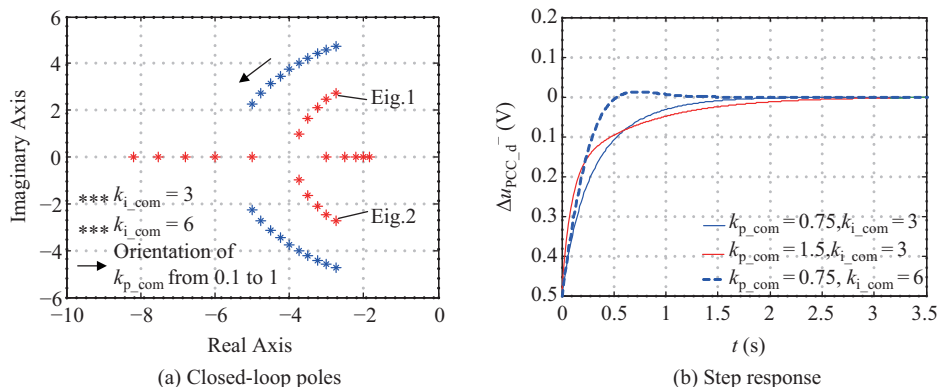 6
4
2
0
−2
−4
−6
Imaginary Axis
Eig.1
Eig.2
*** k_i_com = 3
*** k_i_com = 6
Orientation of
k_p_com from 0.1 to 1
−10 −8 −6 −4 −2 0
Real Axis
(a) Closed-loop poles
0.2
0.1
0
0.1
0.2
0.3
0.4
0.5
Δu_PCC_d⁻ (V)
k_p_com = 0.75,k_i_com = 3
k_p_com = 1.5,k_i_com = 3
k_p_com = 0.75, k_i_com = 6
0 0.5 1 1.5 2 2.5 3 3.5
t (s)
(b) Step response